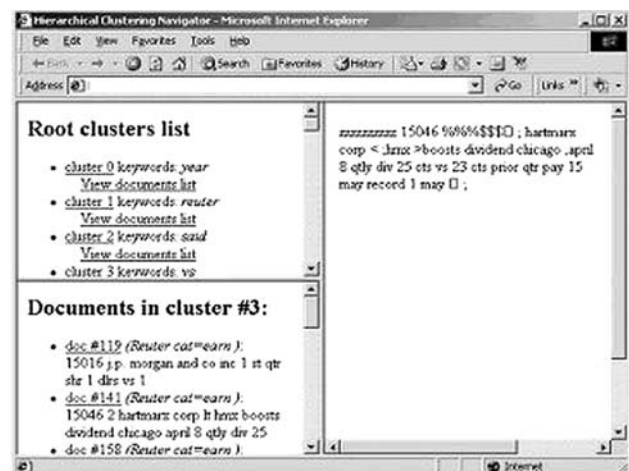 Hierarchical Clustering Navigator - Microsoft Internet Explorer
File Edit View Favorites Tools Help
Back Search Favorites History
Address Go Links »
Root clusters list
cluster 0 keywords: year
View documents list
cluster 1 keywords: reuter
View documents list
cluster 2 keywords: said
View documents list
cluster 3 keywords: vs
Documents in cluster #3:
doc #119 (Reuter cat=earn ):
15016 j.p. morgan and co inc 1 st qtr
shr 1 dlrs vs 1
doc #141 (Reuter cat=earn ):
15046 2 hartmarx corp lt hmx boosts
dividend chicago april 8 qtly div 25
doc #158 (Reuter cat=earn ):
zzzzzzzzz 15046 %%%$$$□ ; hartmarx
corp < ;hmx >boosts dividend chicago ,april
8 qtly div 25 cts vs 23 cts prior qtr pay 15
may record 1 may □ ;
Internet